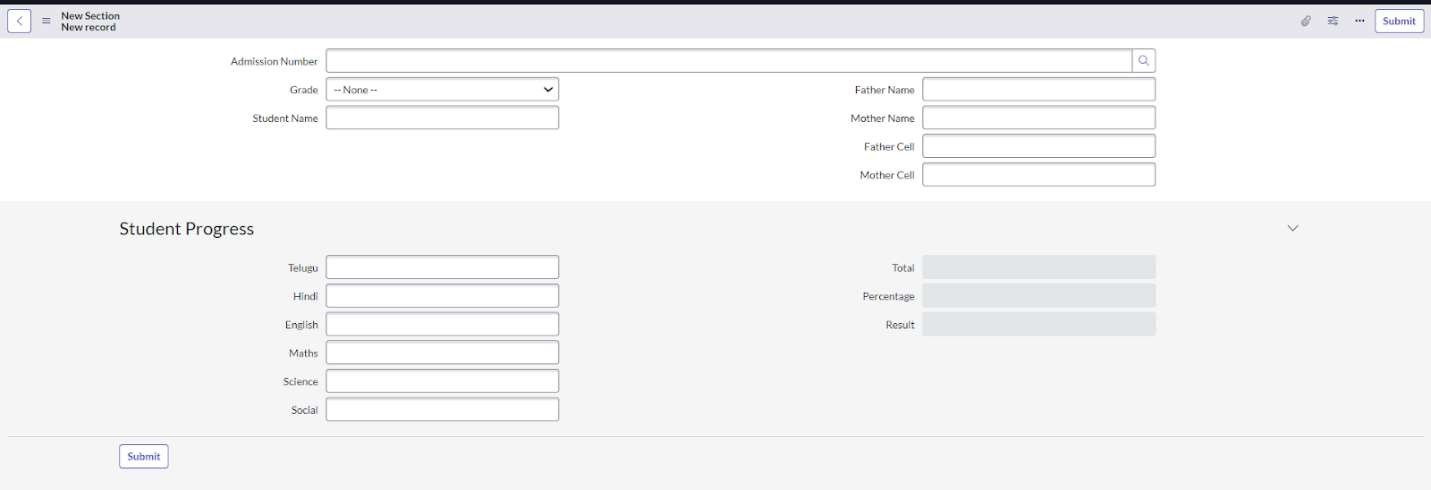 New Section
New record
Submit
Admission Number
Grade
-- None --
Father Name
Student Name
Mother Name
Father Cell
Mother Cell
Student Progress
Telugu
Total
Hindi
Percentage
English
Result
Maths
Science
Social
Submit